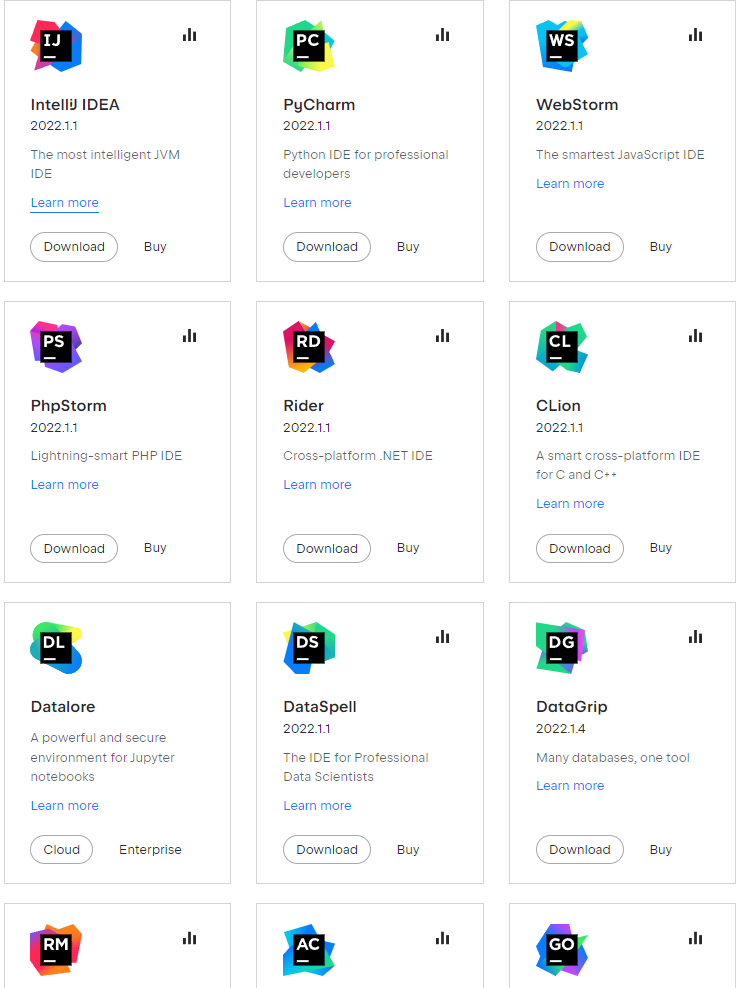 IJ
IntelliJ IDEA
2022.1.1
The most intelligent JVM
IDE
Learn more
Download Buy
PC
PyCharm
2022.1.1
Python IDE for professional
developers
Learn more
Download Buy
WS
WebStorm
2022.1.1
The smartest JavaScript IDE
Learn more
Download Buy
PS
PhpStorm
2022.1.1
Lightning-smart PHP IDE
Learn more
Download Buy
RD
Rider
2022.1.1
Cross-platform .NET IDE
Learn more
Download Buy
CL
CLion
2022.1.1
A smart cross-platform IDE
for C and C++
Learn more
Download Buy
DL
Datalore
A powerful and secure
environment for Jupyter
notebooks
Learn more
Cloud Enterprise
DS
DataSpell
2022.1.1
The IDE for Professional
Data Scientists
Learn more
Download Buy
DG
DataGrip
2022.1.4
Many databases, one tool
Learn more
Download Buy
RM
AC
GO